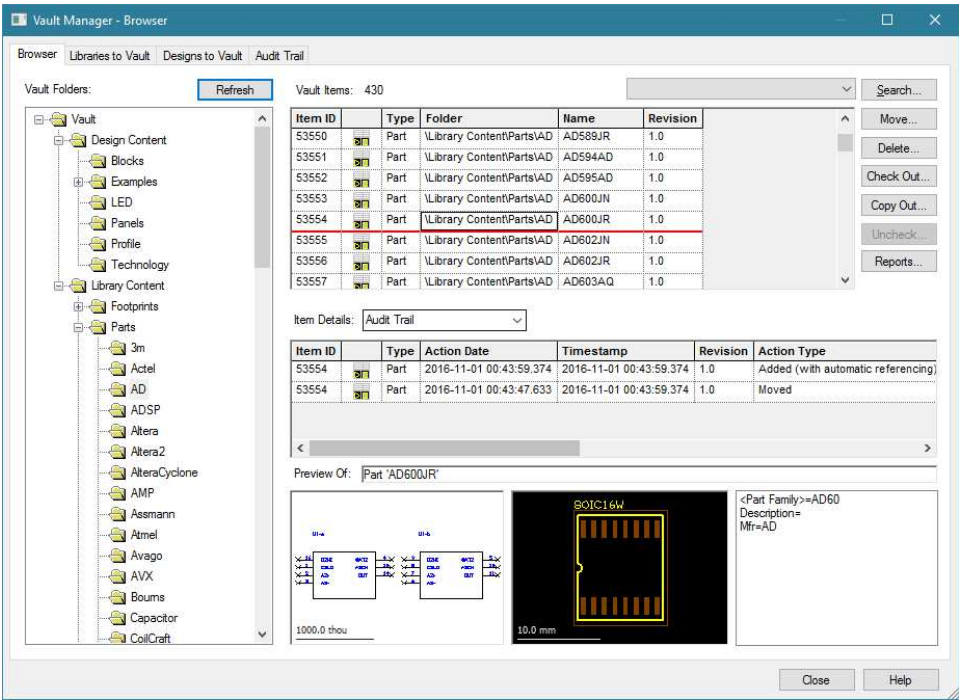 Vault Manager - Browser
Browser Libraries to Vault Designs to Vault Audit Trail
Vault Folders: Refresh
Vault
Design Content
Blocks
Examples
LED
Panels
Profile
Technology
Library Content
Footprints
Parts
3m
Actel
AD
ADSP
Altera
Altera2
AlteraCyclone
AMP
Assmann
Atmel
Avago
AVX
Bourns
Capacitor
CoilCraft
Vault Items: 430
Search...
Move...
Delete...
Check Out...
Copy Out...
Uncheck...
Reports...
Item ID Type Folder Name Revision
53550 Part \Library Content\Parts\AD AD589JR 1.0
53551 Part \Library Content\Parts\AD AD594AD 1.0
53552 Part \Library Content\Parts\AD AD595AD 1.0
53553 Part \Library Content\Parts\AD AD600JN 1.0
53554 Part \Library Content\Parts\AD AD600JR 1.0
53555 Part \Library Content\Parts\AD AD602JN 1.0
53556 Part \Library Content\Parts\AD AD602JR 1.0
53557 Part \Library Content\Parts\AD AD603AQ 1.0
Item Details: Audit Trail
Item ID Type Action Date Timestamp Revision Action Type
53554 Part 2016-11-01 00:43:59.374 2016-11-01 00:43:59.374 1.0 Added (with automatic referencing)
53554 Part 2016-11-01 00:43:47.633 2016-11-01 00:43:59.374 1.0 Moved
Preview Of: Part 'AD600JR'
U1-a U1-b
1000.0 thou
SOIC16W
10.0 mm
<Part Family>=AD60
Description=
Mfr=AD
Close Help